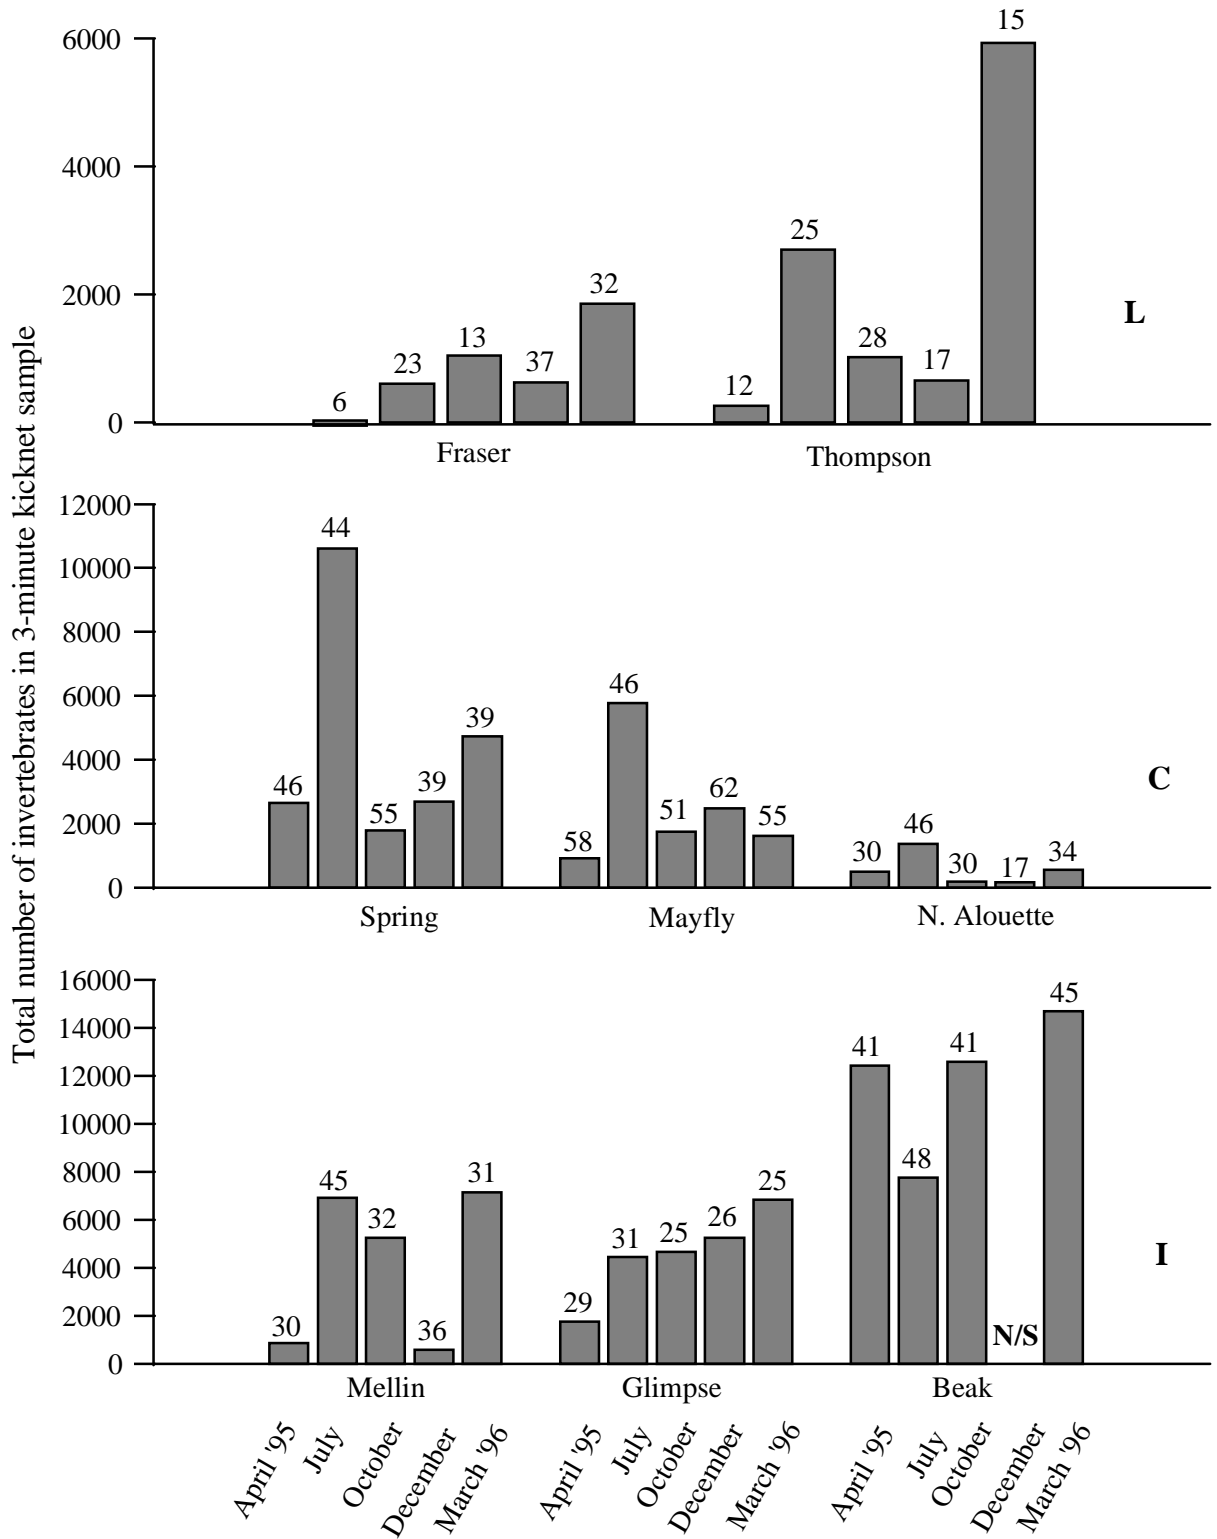 Total number of invertebrates in 3-minute kicknet sample
6000
4000
2000
0
6
23
13
37
32
12
25
28
17
15
L
Fraser
Thompson
12000
10000
8000
6000
4000
2000
0
46
44
55
39
39
58
46
51
62
55
30
46
30
17
34
C
Spring
Mayfly
N. Alouette
16000
14000
12000
10000
8000
6000
4000
2000
0
30
45
32
36
31
29
31
25
26
25
41
48
41
N/S
45
I
Mellin
Glimpse
Beak
April '95
July
October
December
March '96
April '95
July
October
December
March '96
April '95
July
October
December
March '96